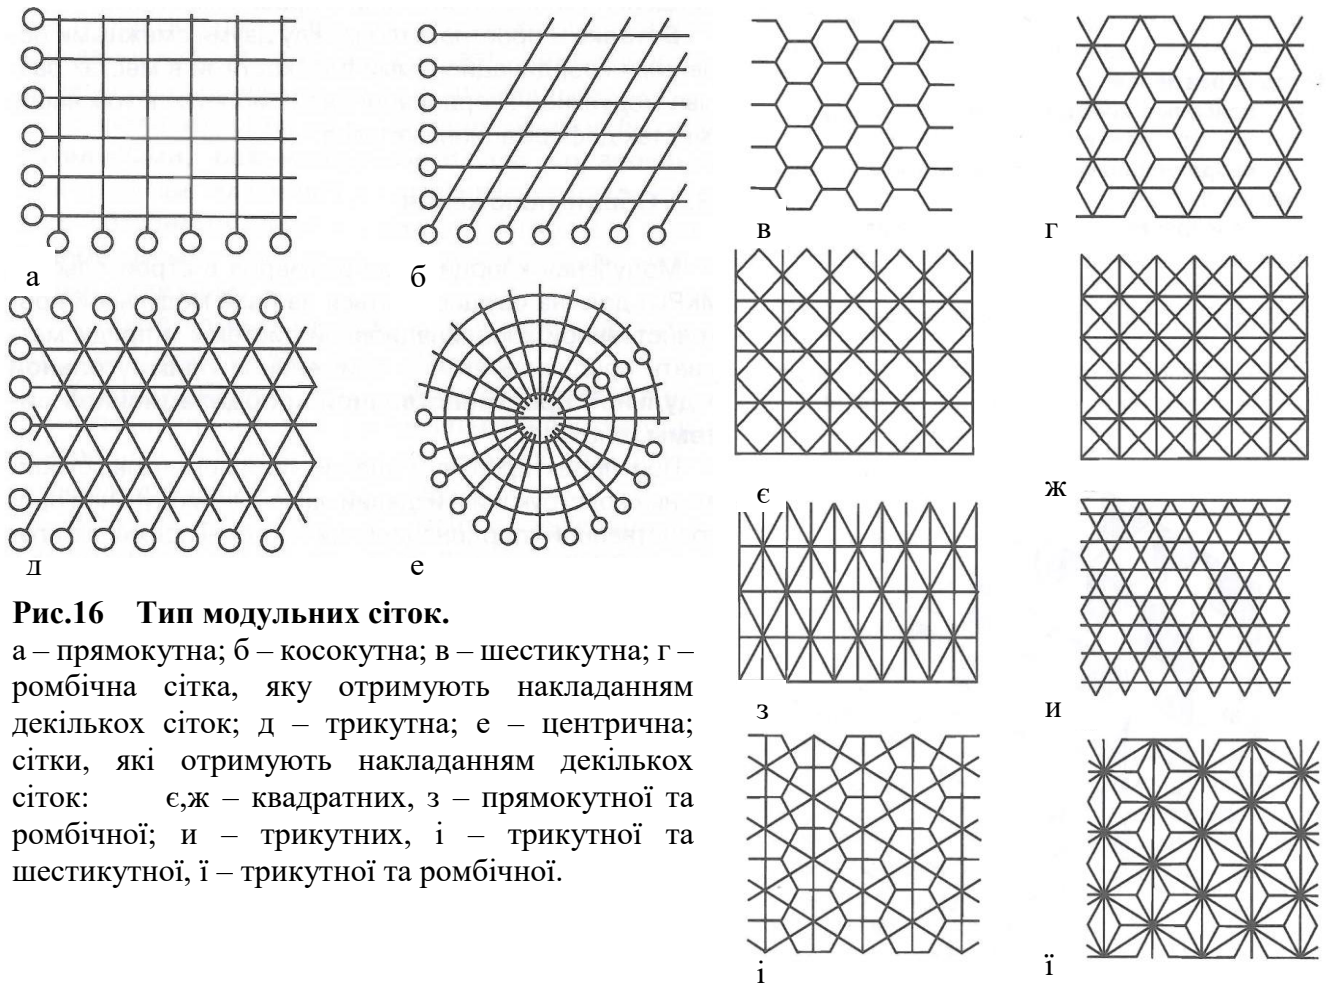 а
б
в
г
д
е
є
ж
з
и
і
ї
Рис.16 Тип модульних сіток.
а – прямокутна; б – косокутна; в – шестикутна; г –
ромбічна сітка, яку отримують накладанням
декількох сіток; д – трикутна; е – центрична;
сітки, які отримують накладанням декількох
сіток: є,ж – квадратних, з – прямокутної та
ромбічної; и – трикутних, і – трикутної та
шестикутної, ї – трикутної та ромбічної.